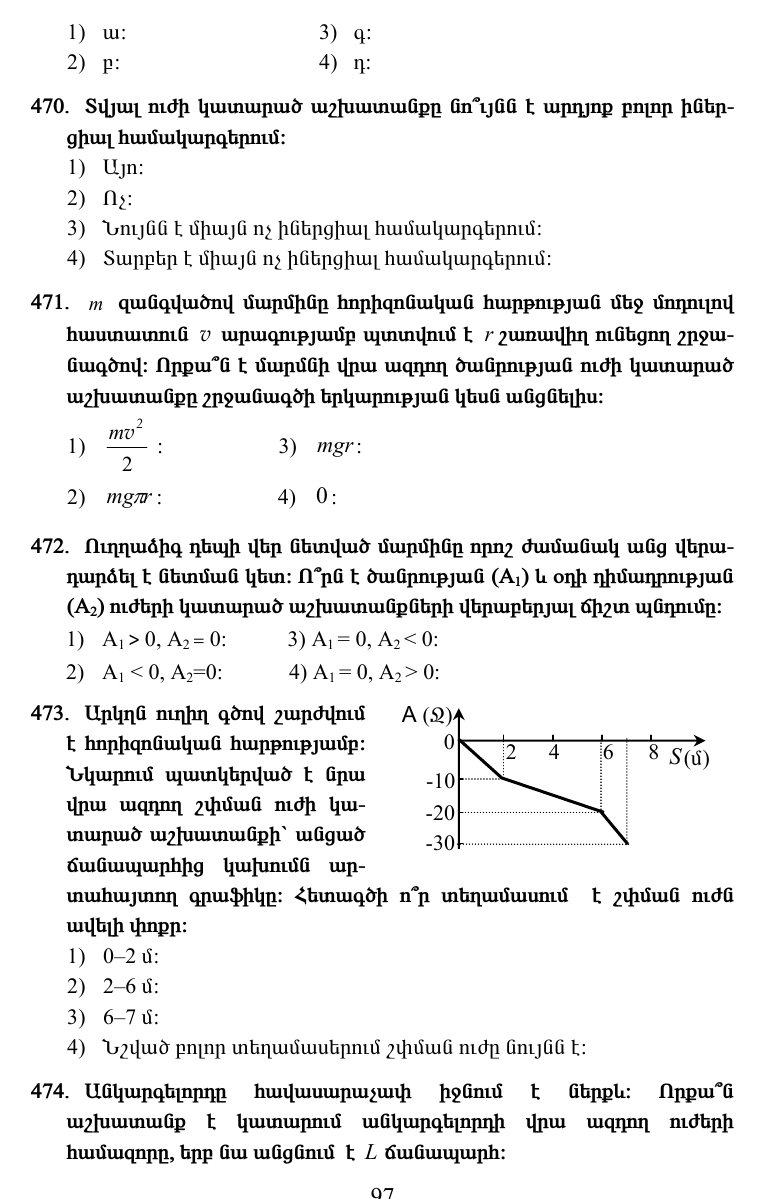 1) ա:
3) գ:
2) բ:
4) դ:
470. Տվյալ ուժի կատարած աշխատանքը նո՞ւյնն է արդյոք բոլոր իներ-
ցիալ համակարգերում:
1) Այո:
2) Ոչ:
3) Նույնն է միայն ոչ իներցիալ համակարգերում:
4) Տարբեր է միայն ոչ իներցիալ համակարգերում:
471. m զանգվածով մարմինը հորիզոնական հարթության մեջ մոդուլով
հաստատուն v արագությամբ պտտվում է r շառավիղ ունեցող շրջա-
նագծով: Որքա՞ն է մարմնի վրա ազդող ծանրության ուժի կատարած
աշխատանքը շրջանագծի երկարության կեսն անցնելիս:
1) mv²/2 :
3) mgr:
2) mgπr:
4) 0:
472. Ուղղաձիգ դեպի վեր նետված մարմինը որոշ ժամանակ անց վերա-
դարձել է նետման կետ: Ո՞րն է ծանրության (A₁) և օդի դիմադրության
(A₂) ուժերի կատարած աշխատանքների վերաբերյալ ճիշտ պնդումը:
1) A₁ > 0, A₂ = 0:
3) A₁ = 0, A₂ < 0:
2) A₁ < 0, A₂=0:
4) A₁ = 0, A₂ > 0:
473. Արկղն ուղիղ գծով շարժվում
է հորիզոնական հարթությամբ:
Նկարում պատկերված է նրա
վրա ազդող շփման ուժի կա-
տարած աշխատանքի՝ անցած
ճանապարհից կախումն ար-
տահայտող գրաֆիկը: Հետագծի ո՞ր տեղամասում է շփման ուժն
ավելի փոքր:
A (Ջ)
0
2 4 6 8 S(մ)
-10
-20
-30
1) 0–2 մ:
2) 2–6 մ:
3) 6–7 մ:
4) Նշված բոլոր տեղամասերում շփման ուժը նույնն է:
474. Անկարգելորդը հավասարաչափ իջնում է ներքև: Որքա՞ն
աշխատանք է կատարում անկարգելորդի վրա ազդող ուժերի
համազորը, երբ նա անցնում է L ճանապարհ:
97